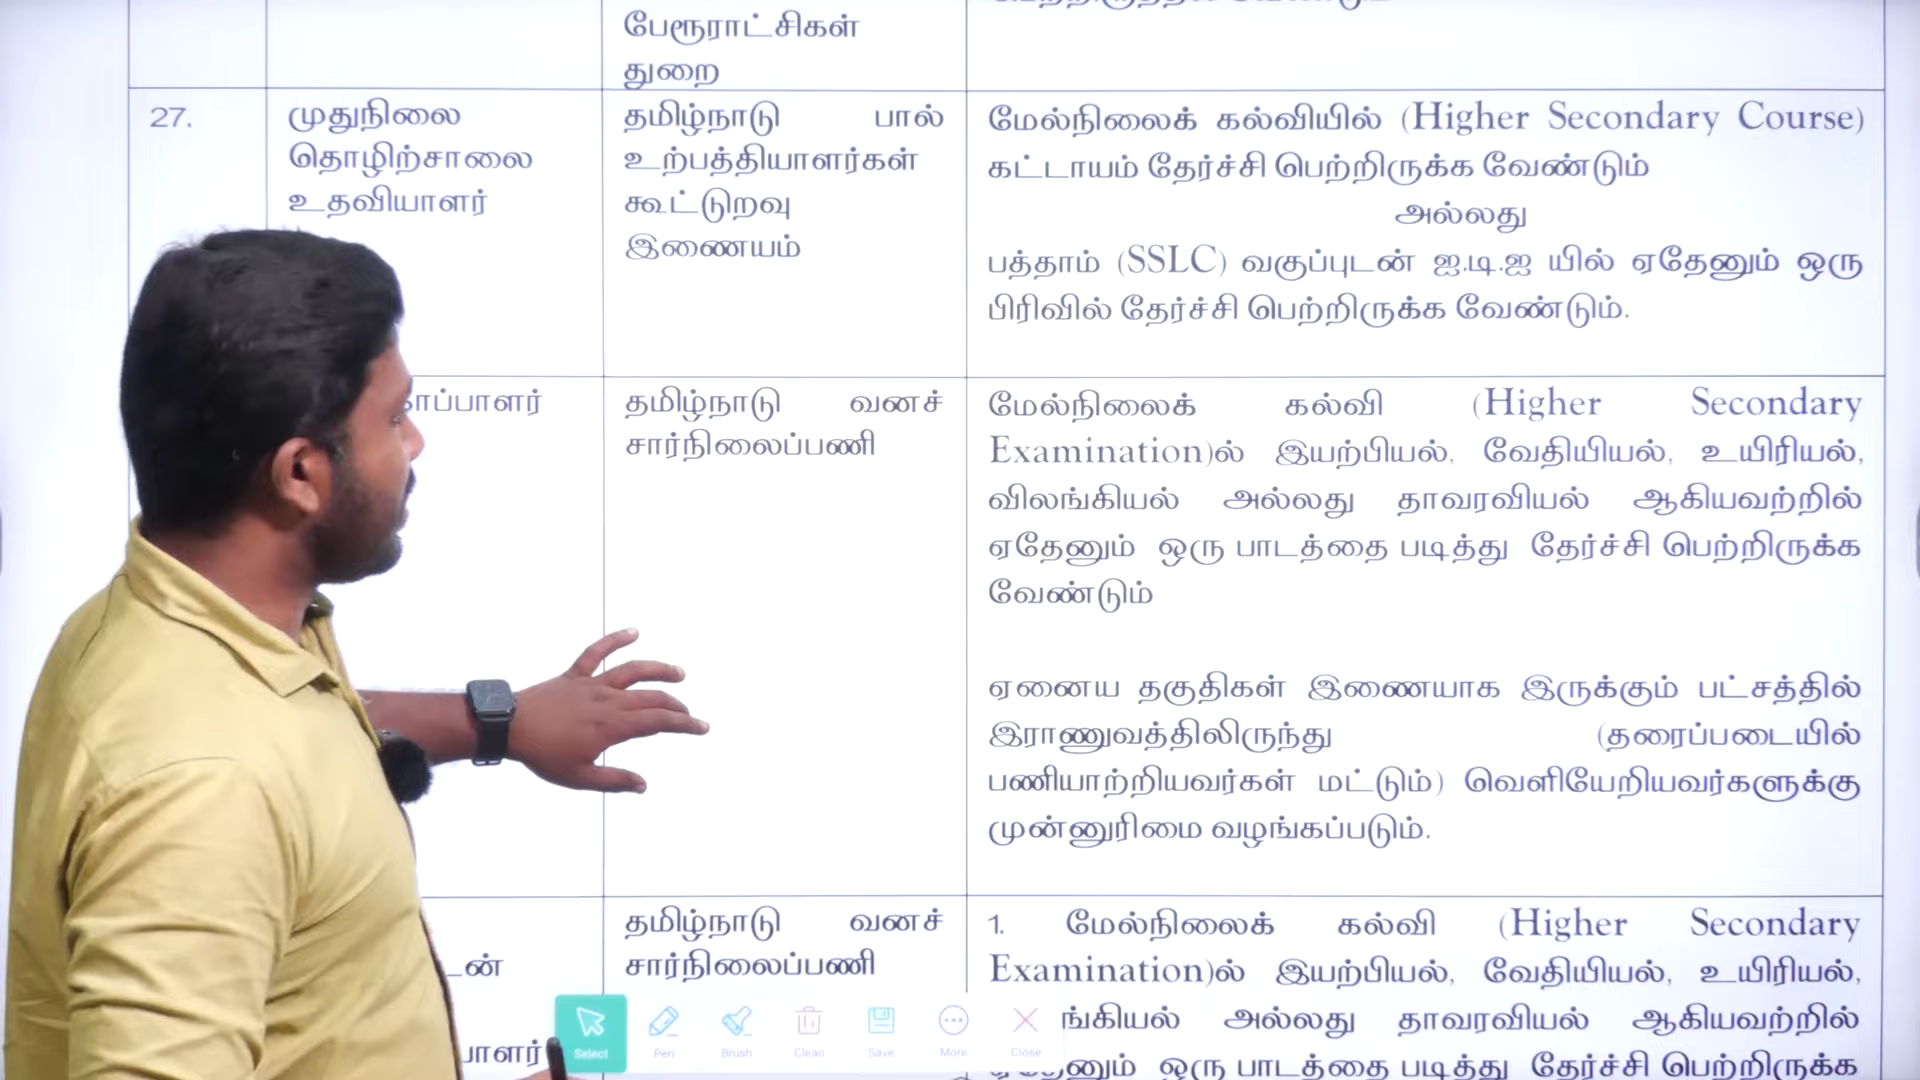 பேரூராட்சிகள்
துறை
27.
முதுநிலை
தொழிற்சாலை
உதவியாளர்
தமிழ்நாடு பால்
உற்பத்தியாளர்கள்
கூட்டுறவு
இணையம்
மேல்நிலைக் கல்வியில் (Higher Secondary Course)
கட்டாயம் தேர்ச்சி பெற்றிருக்க வேண்டும்
அல்லது
பத்தாம் (SSLC) வகுப்புடன் ஐ.டி.ஐ யில் ஏதேனும் ஒரு
பிரிவில் தேர்ச்சி பெற்றிருக்க வேண்டும்.
தமிழ்நாடு வனச்
சார்நிலைப்பணி
மேல்நிலைக் கல்வி (Higher Secondary
Examination)ல் இயற்பியல், வேதியியல், உயிரியல்,
விலங்கியல் அல்லது தாவரவியல் ஆகியவற்றில்
ஏதேனும் ஒரு பாடத்தை படித்து தேர்ச்சி பெற்றிருக்க
வேண்டும்
ஏனைய தகுதிகள் இணையாக இருக்கும் பட்சத்தில்
இராணுவத்திலிருந்து (தரைப்படையில்
பணியாற்றியவர்கள் மட்டும்) வெளியேறியவர்களுக்கு
முன்னுரிமை வழங்கப்படும்.
தமிழ்நாடு வனச்
சார்நிலைப்பணி
1. மேல்நிலைக் கல்வி (Higher Secondary
Examination)ல் இயற்பியல், வேதியியல், உயிரியல்,
அல்லது தாவரவியல் ஆகியவற்றில்
ஒரு பாடத்தை படித்து தேர்ச்சி பெற்றிருக்க
Select Pen Brush Clean Save More Close